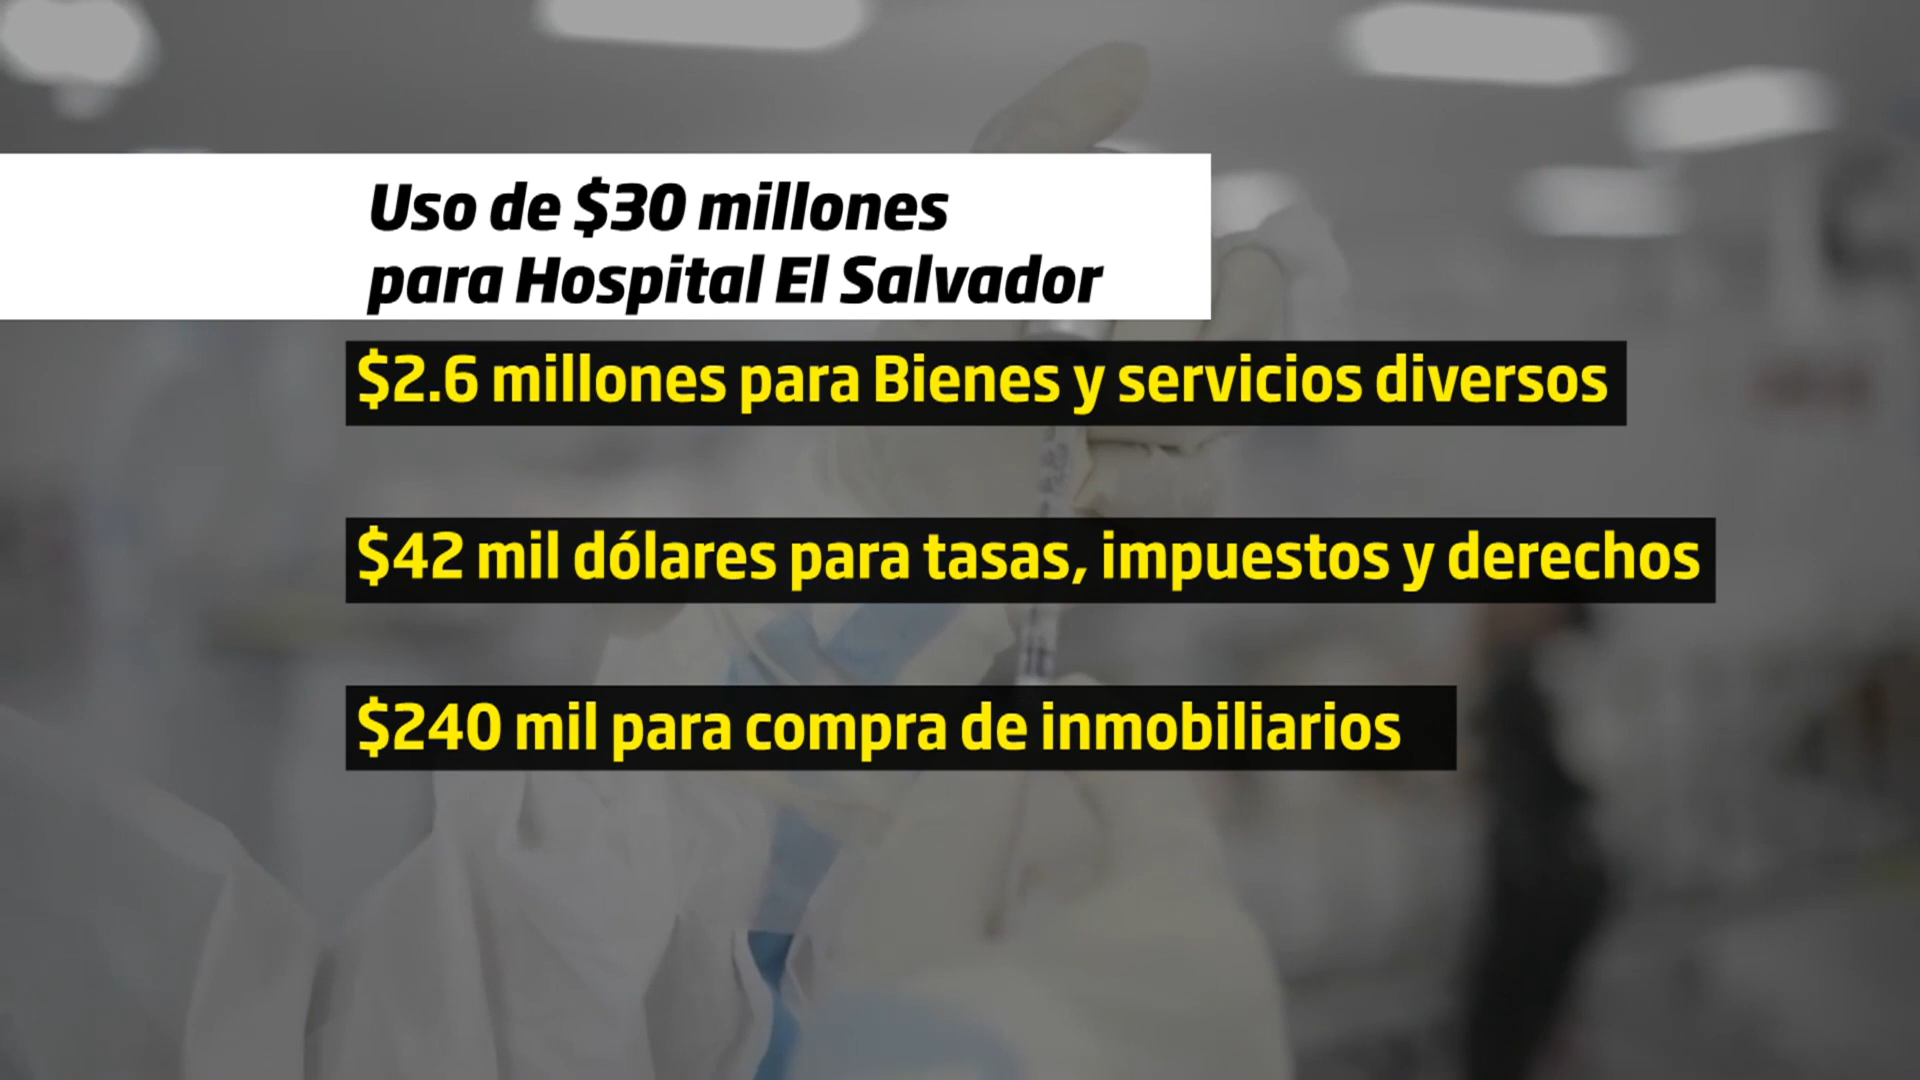 Uso de $30 millones
para Hospital El Salvador
$2.6 millones para Bienes y servicios diversos
$42 mil dólares para tasas, impuestos y derechos
$240 mil para compra de inmobiliarios